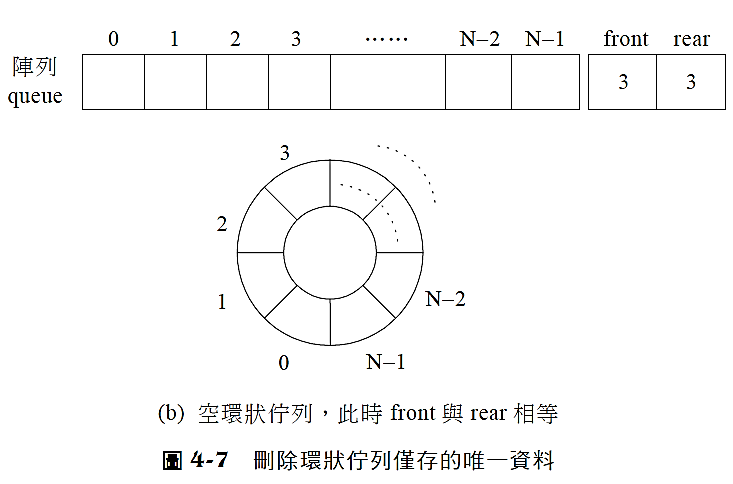 0 1 2 3 …… N–2 N–1 front rear
陣列
queue
3 3
3
2
1
N–2
0
N–1
(b) 空環狀佇列，此時 front 與 rear 相等
圖 4-7 刪除環狀佇列僅存的唯一資料